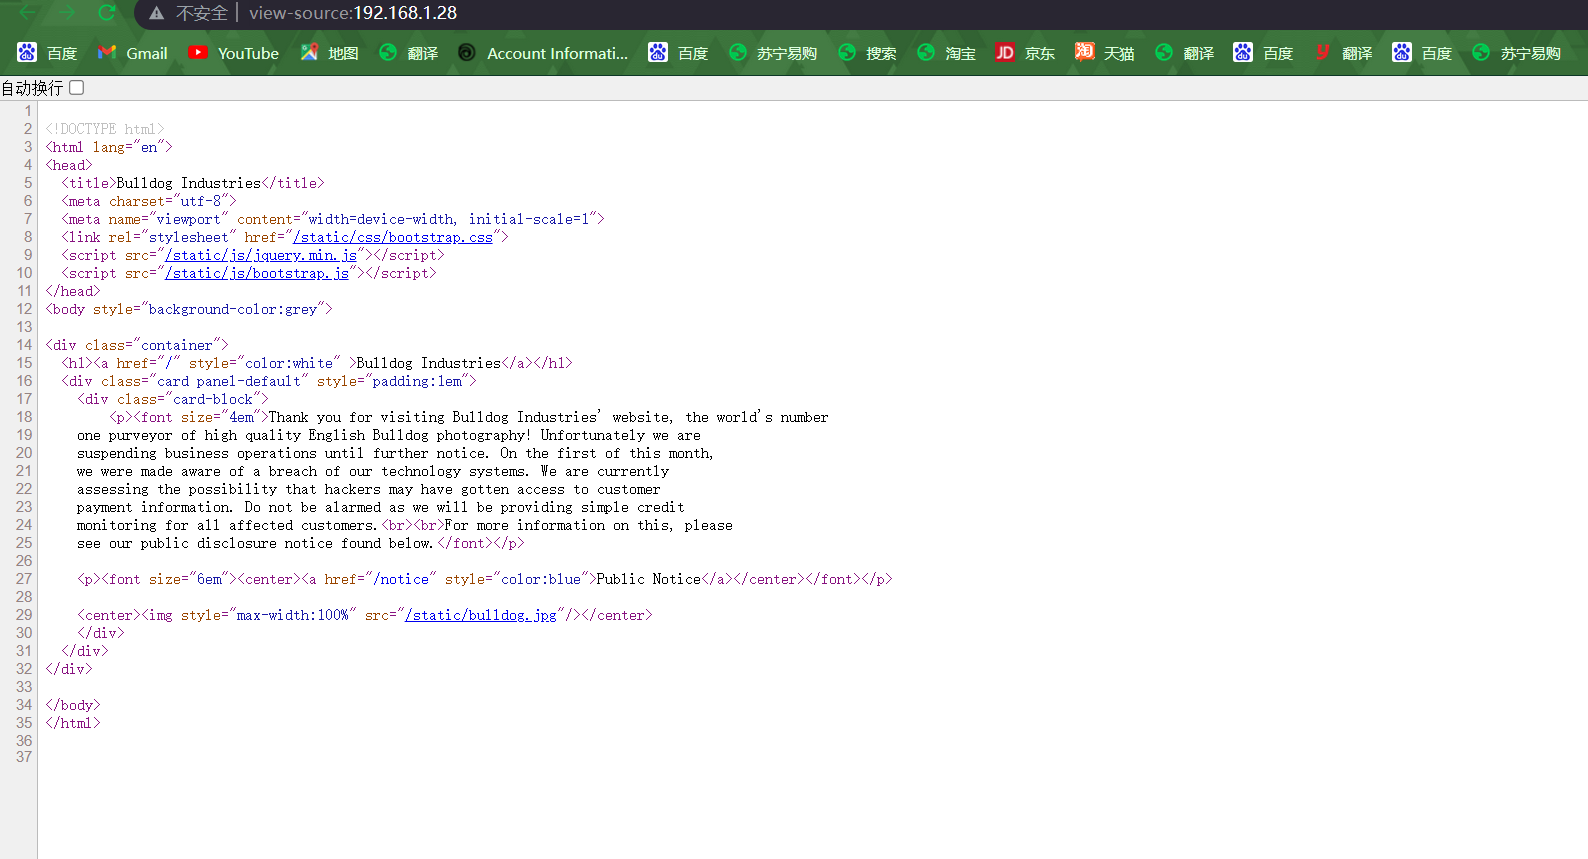 不安全 | view-source:192.168.1.28
百度 Gmail YouTube 地图 翻译 Account Informati... 百度 苏宁易购 搜索 淘宝 JD 京东 淘 天猫 翻译 百度 y 翻译 百度 苏宁易购
自动换行
1
2 <!DOCTYPE html>
3 <html lang="en">
4 <head>
5   <title>Bulldog Industries</title>
6   <meta charset="utf-8">
7   <meta name="viewport" content="width=device-width, initial-scale=1">
8   <link rel="stylesheet" href="/static/css/bootstrap.css">
9   <script src="/static/js/jquery.min.js"></script>
10   <script src="/static/js/bootstrap.js"></script>
11 </head>
12 <body style="background-color:grey">
13
14 <div class="container">
15   <h1><a href="/" style="color:white" >Bulldog Industries</a></h1>
16   <div class="card panel-default" style="padding:1em">
17     <div class="card-block">
18         <p><font size="4em">Thank you for visiting Bulldog Industries' website, the world's number
19     one purveyor of high quality English Bulldog photography! Unfortunately we are
20     suspending business operations until further notice. On the first of this month,
21     we were made aware of a breach of our technology systems. We are currently
22     assessing the possibility that hackers may have gotten access to customer
23     payment information. Do not be alarmed as we will be providing simple credit
24     monitoring for all affected customers.<br><br>For more information on this, please
25     see our public disclosure notice found below.</font></p>
26
27     <p><font size="6em"><center><a href="/notice" style="color:blue">Public Notice</a></center></font></p>
28
29     <center><img style="max-width:100%" src="/static/bulldog.jpg"/></center>
30     </div>
31   </div>
32 </div>
33
34 </body>
35 </html>
36
37